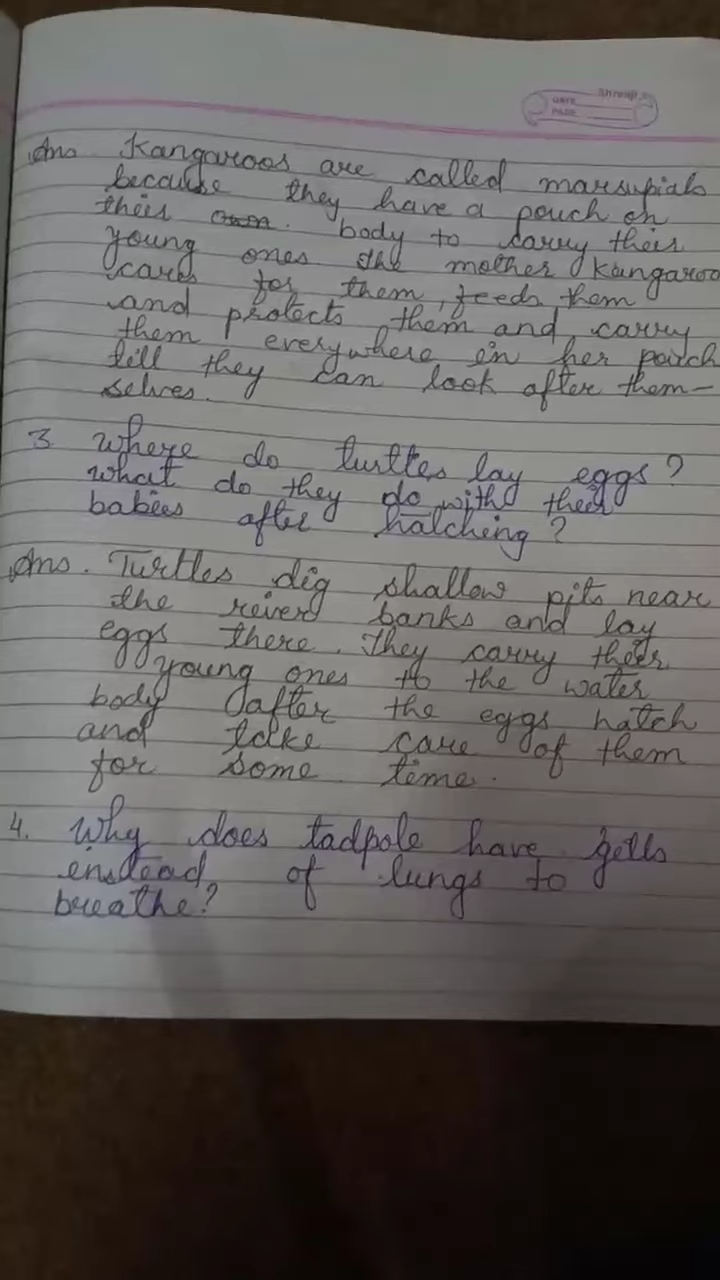 Shreeji
DATE
PAGE
Ans. Kangaroos are called marsupials
because they have a pouch on
their body to carry their
young ones the mother Kangaroo
cares for them, feeds them
and protects them and carry
them everywhere in her pouch
till they can look after them-
selves.
3. Where do turtles lay eggs?
what do they do with their
babies after hatching?
Ans. Turtles dig shallow pits near
the river banks and lay
eggs there. They carry their
young ones to the water
body after the eggs hatch
and take care of them
for some time.
4. Why does tadpole have gills
instead of lungs to
breathe?